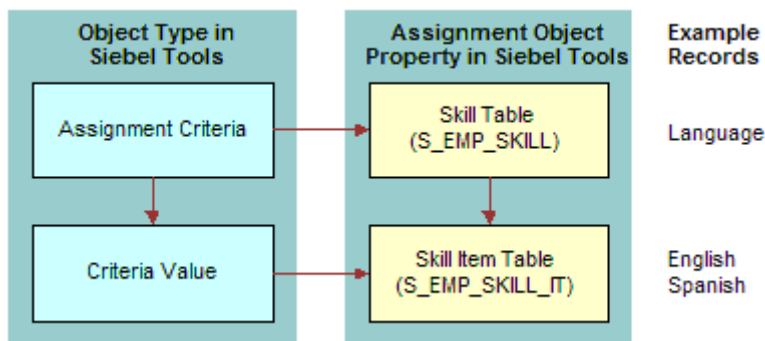 Object Type in
Siebel Tools
Assignment Object
Property in Siebel Tools
Example
Records
Assignment Criteria
Skill Table
(S_EMP_SKILL)
Language
Criteria Value
Skill Item Table
(S_EMP_SKILL_IT)
English
Spanish